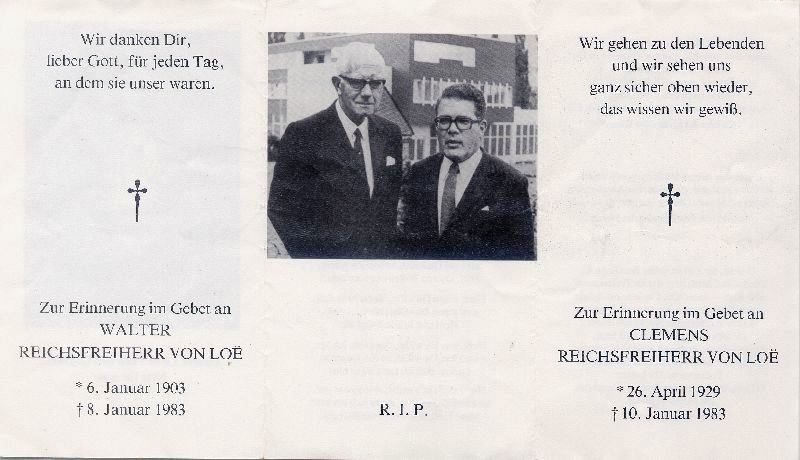 Wir danken Dir,
lieber Gott, für jeden Tag,
an dem sie unser waren.
†
Zur Erinnerung im Gebet an
WALTER
REICHSFREIHERR VON LOË
* 6. Januar 1903
† 8. Januar 1983
R. I. P.
Wir gehen zu den Lebenden
und wir sehen uns
ganz sicher oben wieder,
das wissen wir gewiß.
†
Zur Erinnerung im Gebet an
CLEMENS
REICHSFREIHERR VON LOË
* 26. April 1929
† 10. Januar 1983